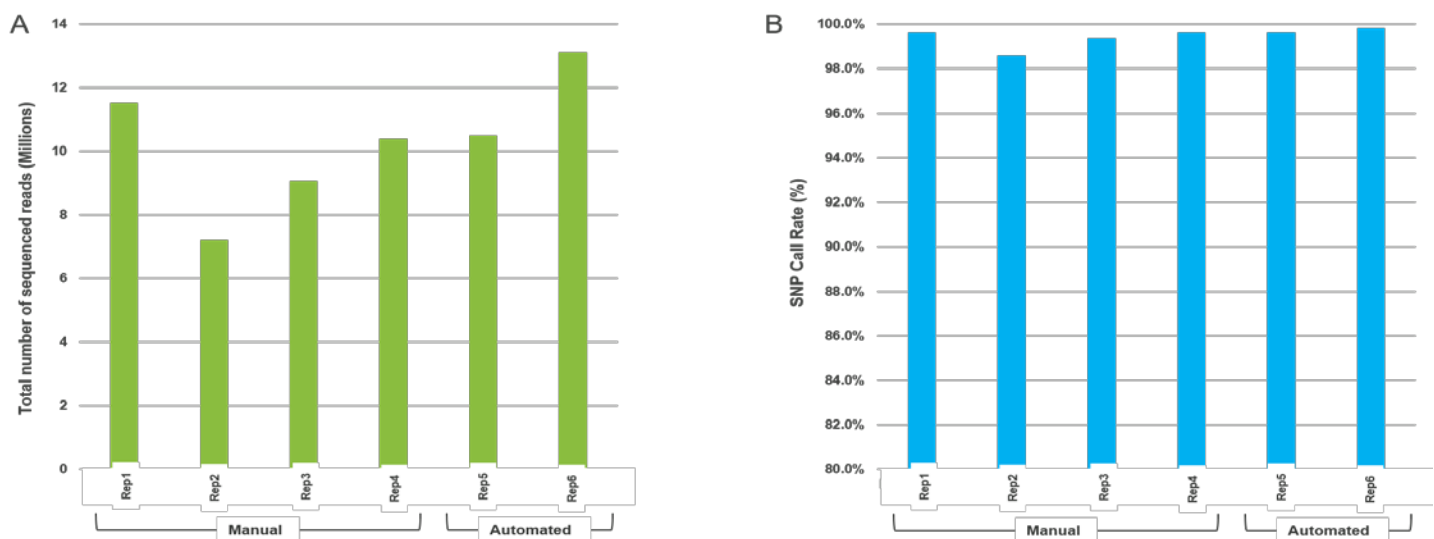 A
Total number of sequenced reads (Millions)
14
12
10
8
6
4
2
0
Rep1
Rep2
Rep3
Rep4
Rep5
Rep6
Manual
Automated
B
SNP Call Rate (%)
100.0%
98.0%
96.0%
94.0%
92.0%
90.0%
88.0%
86.0%
84.0%
82.0%
80.0%
Rep1
Rep2
Rep3
Rep4
Rep5
Rep6
Manual
Automated